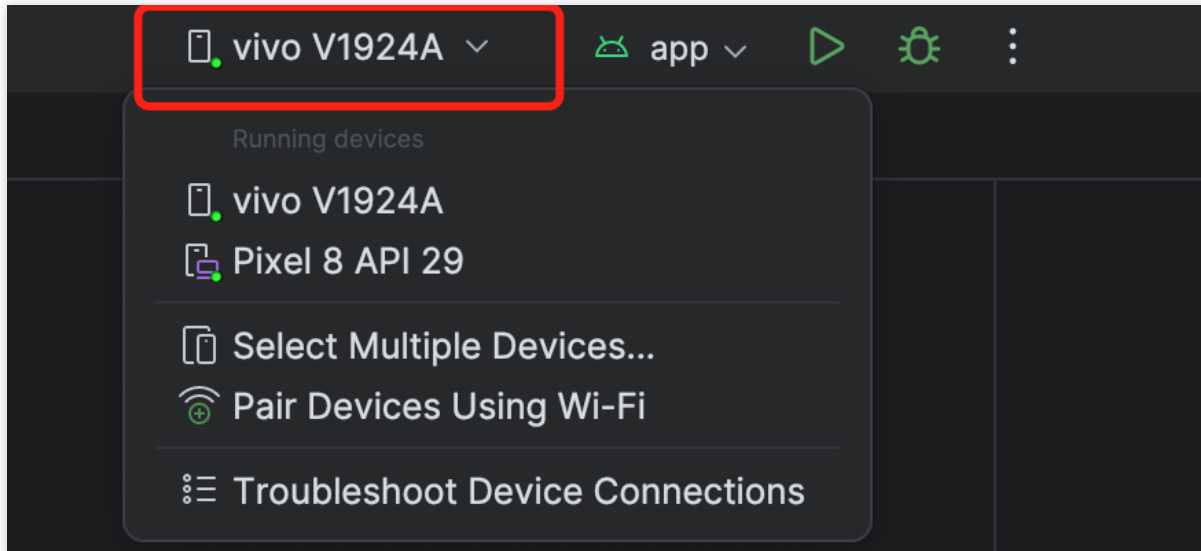 vivo V1924A app
Running devices
vivo V1924A
Pixel 8 API 29
Select Multiple Devices...
Pair Devices Using Wi-Fi
Troubleshoot Device Connections